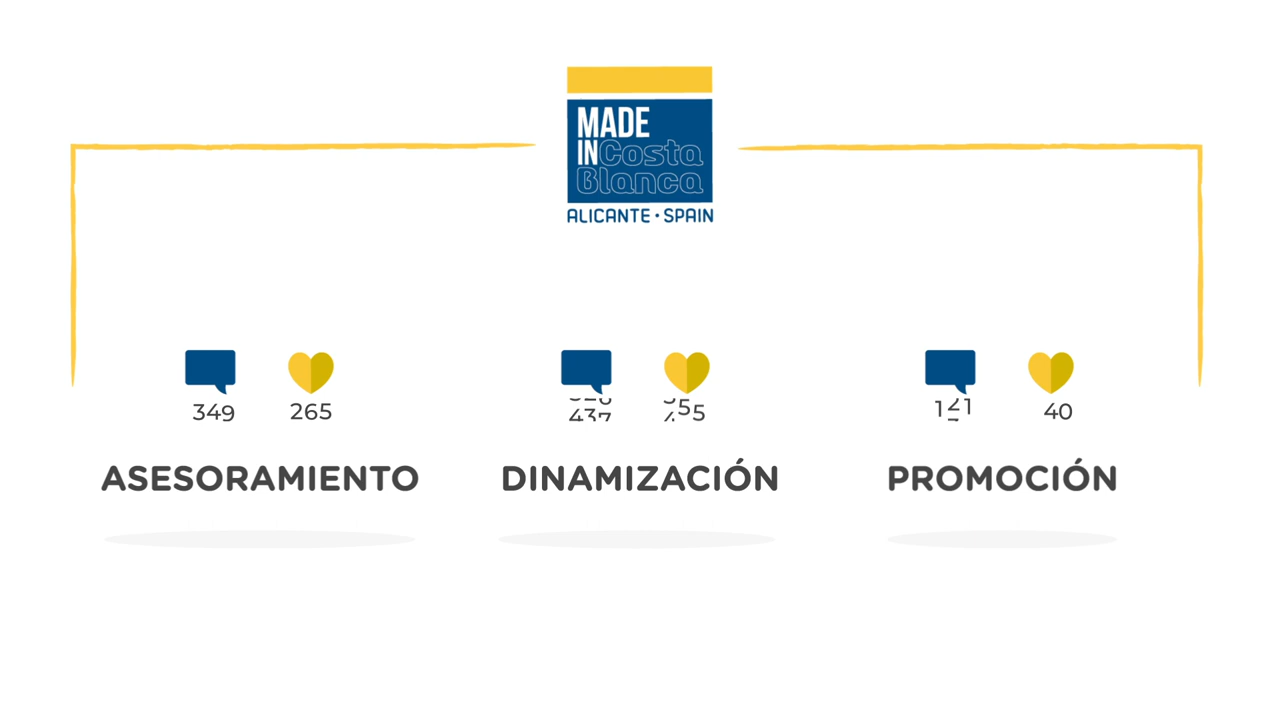 MADE
IN Costa
Blanca
ALICANTE • SPAIN
349 265
40
ASESORAMIENTO DINAMIZACIÓN PROMOCIÓN